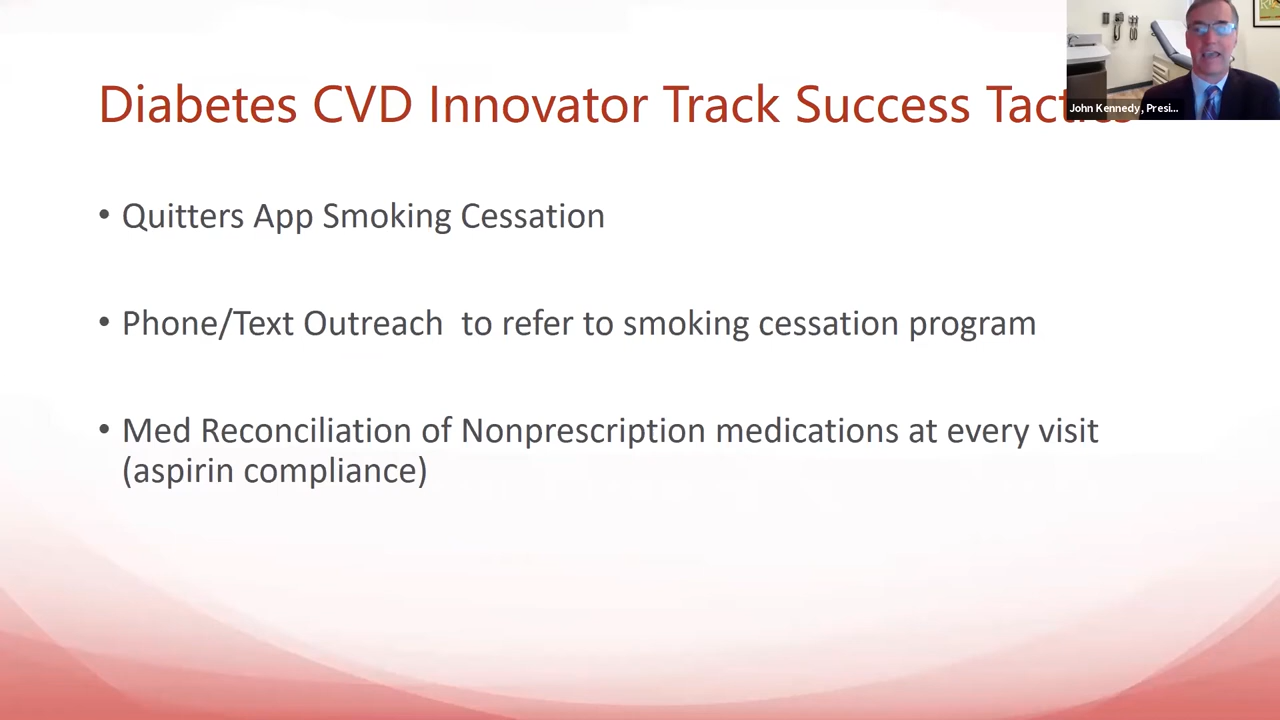 Diabetes CVD Innovator Track Success Tactics
John Kennedy, Presi...
• Quitters App Smoking Cessation
• Phone/Text Outreach  to refer to smoking cessation program
• Med Reconciliation of Nonprescription medications at every visit
(aspirin compliance)